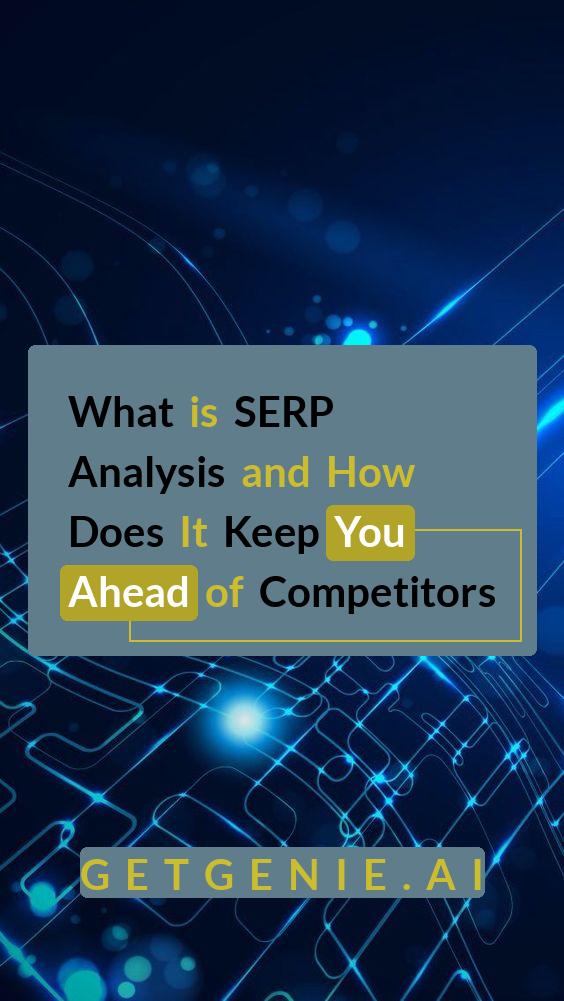 What is SERP
Analysis and How
Does It Keep You
Ahead of Competitors
GETGENIE.AI